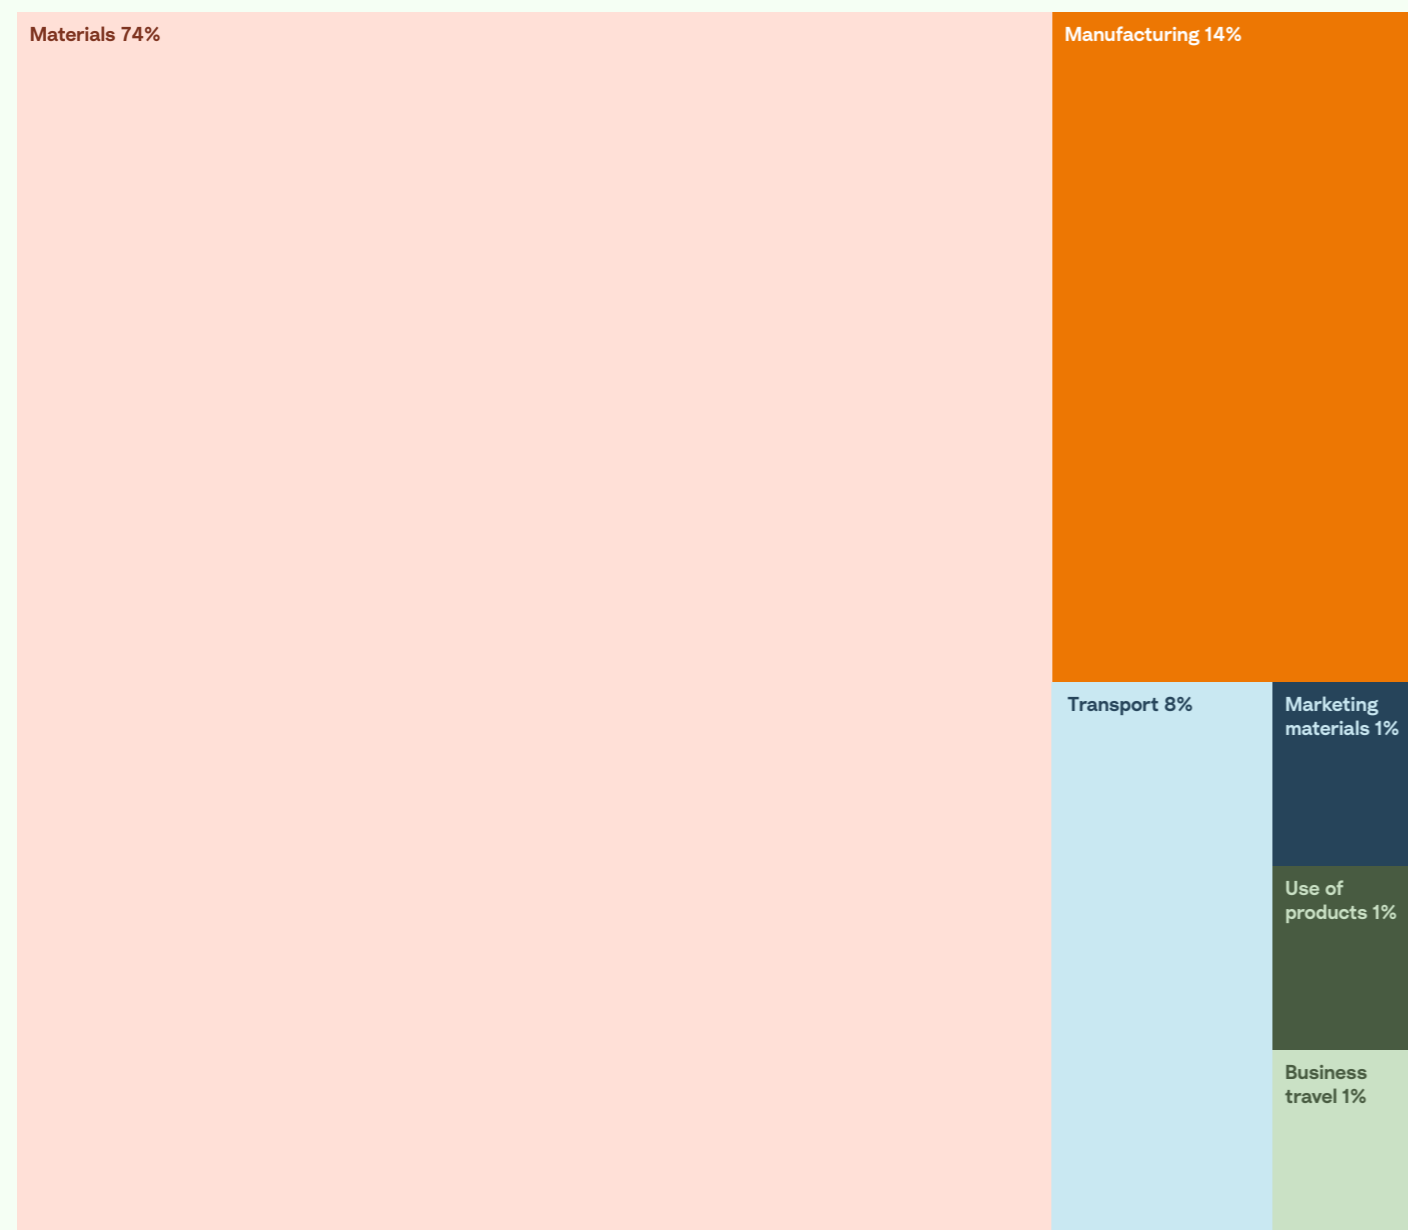 Materials 74%
Manufacturing 14%
Transport 8%
Marketing
materials 1%
Use of
products 1%
Business
travel 1%